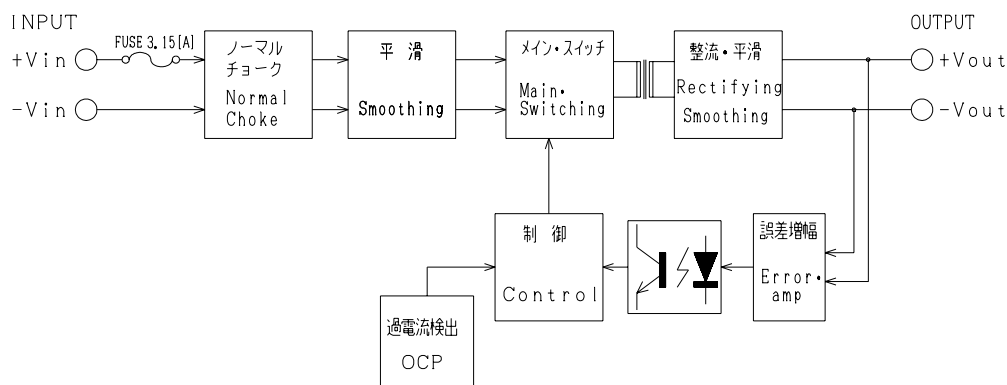 INPUT
OUTPUT
FUSE 3.15[A]
+Vin
-Vin
ノーマル
チョーク
Normal
Choke
平滑
Smoothing
メイン・スイッチ
Main・
Switching
整流・平滑
Rectifying
Smoothing
+Vout
-Vout
制御
Control
誤差増幅
Error・
amp
過電流検出
OCP